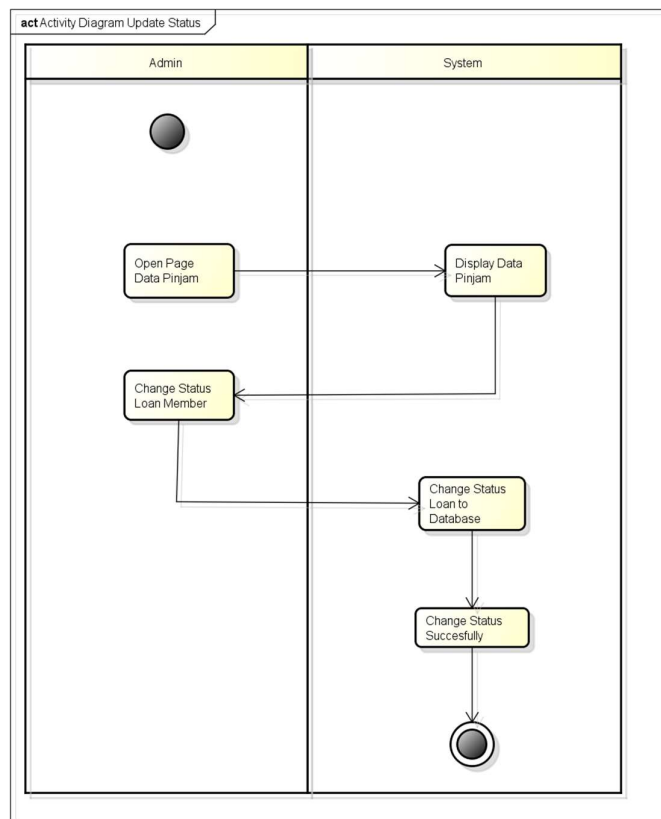 act Activity Diagram Update Status
Admin
System
Open Page
Data Pinjam
Display Data
Pinjam
Change Status
Loan Member
Change Status
Loan to
Database
Change Status
Succesfully